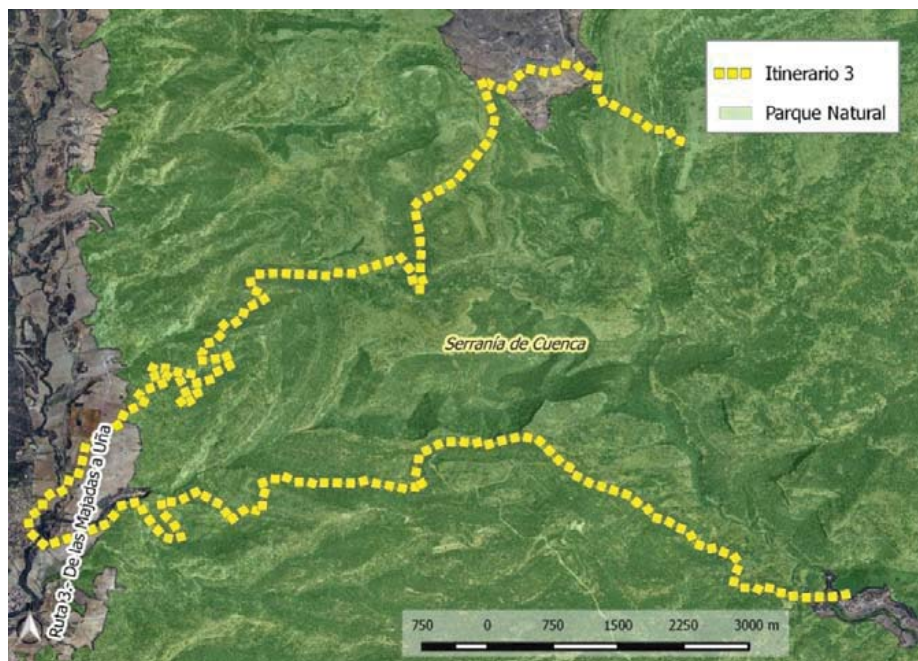 Itinerario 3
Parque Natural
Serranía de Cuenca
Ruta 3.- De las Majadas a Uña
750 0 750 1500 2250 3000 m